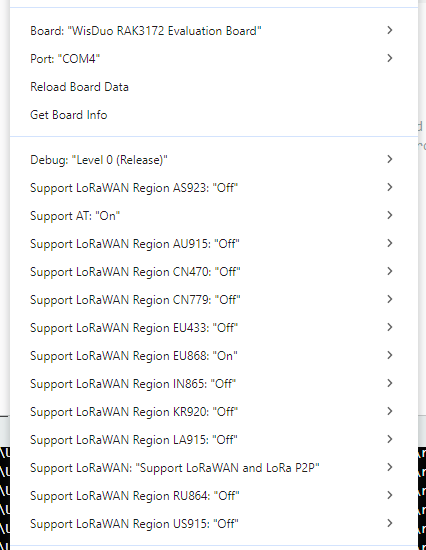 Board: "WisDuo RAK3172 Evaluation Board"
Port: "COM4"
Reload Board Data
Get Board Info
Debug: "Level 0 (Release)"
Support LoRaWAN Region AS923: "Off"
Support AT: "On"
Support LoRaWAN Region AU915: "Off"
Support LoRaWAN Region CN470: "Off"
Support LoRaWAN Region CN779: "Off"
Support LoRaWAN Region EU433: "Off"
Support LoRaWAN Region EU868: "On"
Support LoRaWAN Region IN865: "Off"
Support LoRaWAN Region KR920: "Off"
Support LoRaWAN Region LA915: "Off"
Support LoRaWAN: "Support LoRaWAN and LoRa P2P"
Support LoRaWAN Region RU864: "Off"
Support LoRaWAN Region US915: "Off"